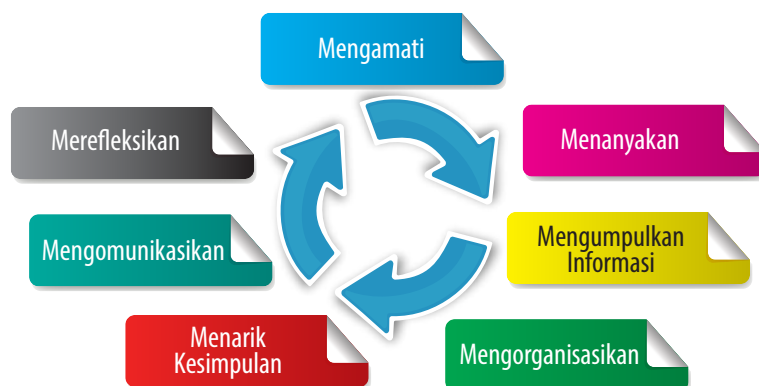 Mengamati
Menanyakan
Mengumpulkan
Informasi
Mengorganisasikan
Menarik
Kesimpulan
Mengomunikasikan
Merefleksikan